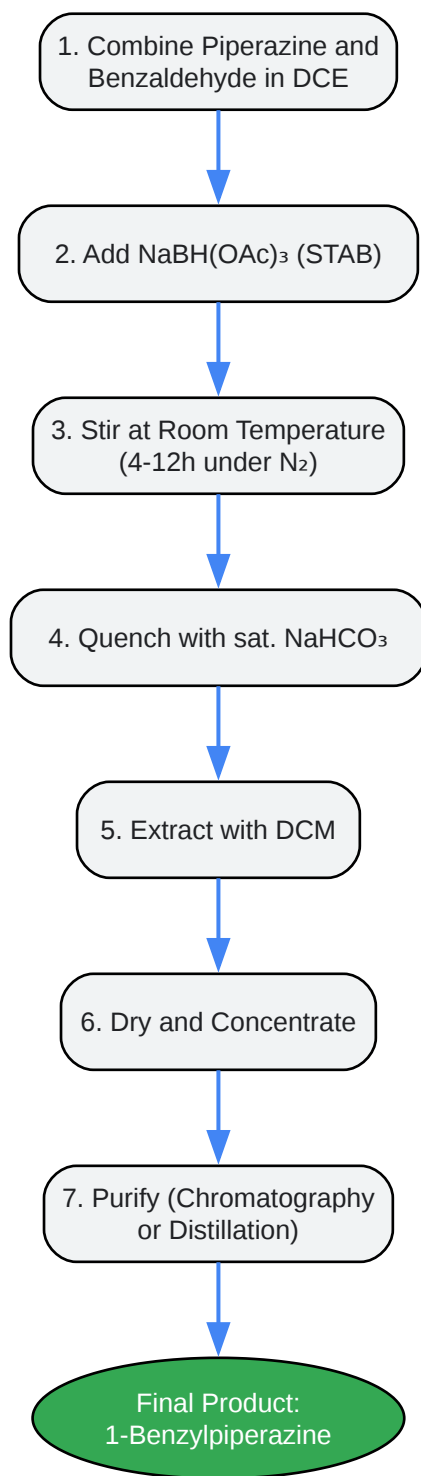 1. Combine Piperazine and
Benzaldehyde in DCE
2. Add NaBH(OAc)₃ (STAB)
3. Stir at Room Temperature
(4-12h under N₂)
4. Quench with sat. NaHCO₃
5. Extract with DCM
6. Dry and Concentrate
7. Purify (Chromatography
or Distillation)
Final Product:
1-Benzylpiperazine